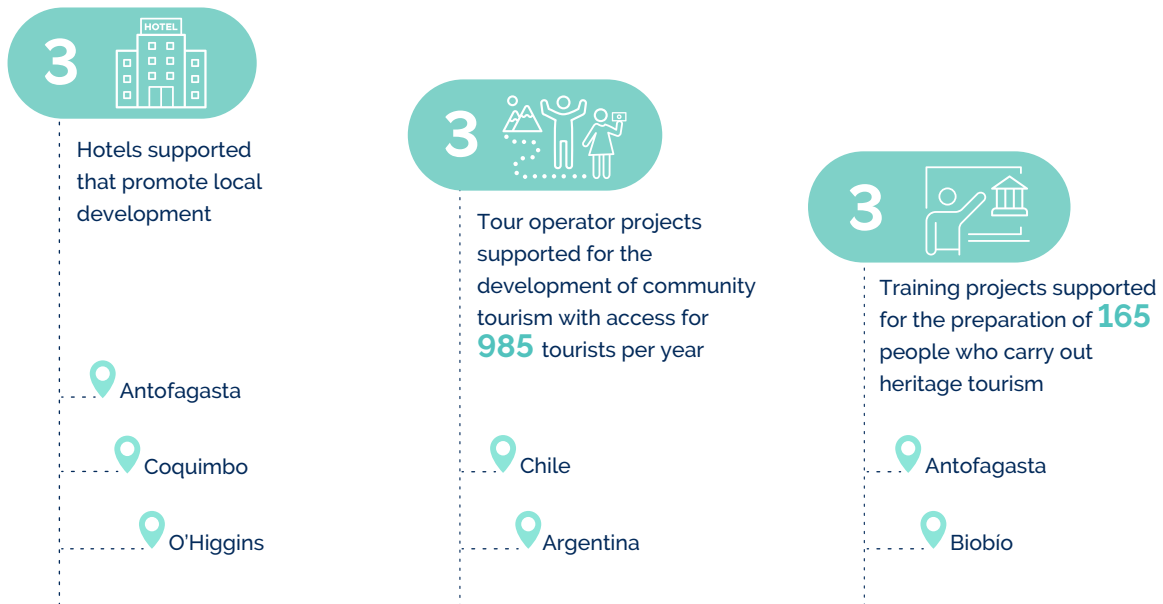 3
HOTEL
Hotels supported
that promote local
development
Antofagasta
Coquimbo
O'Higgins
3
Tour operator projects
supported for the
development of community
tourism with access for
985 tourists per year
Chile
Argentina
3
Training projects supported
for the preparation of 165
people who carry out
heritage tourism
Antofagasta
Biobío